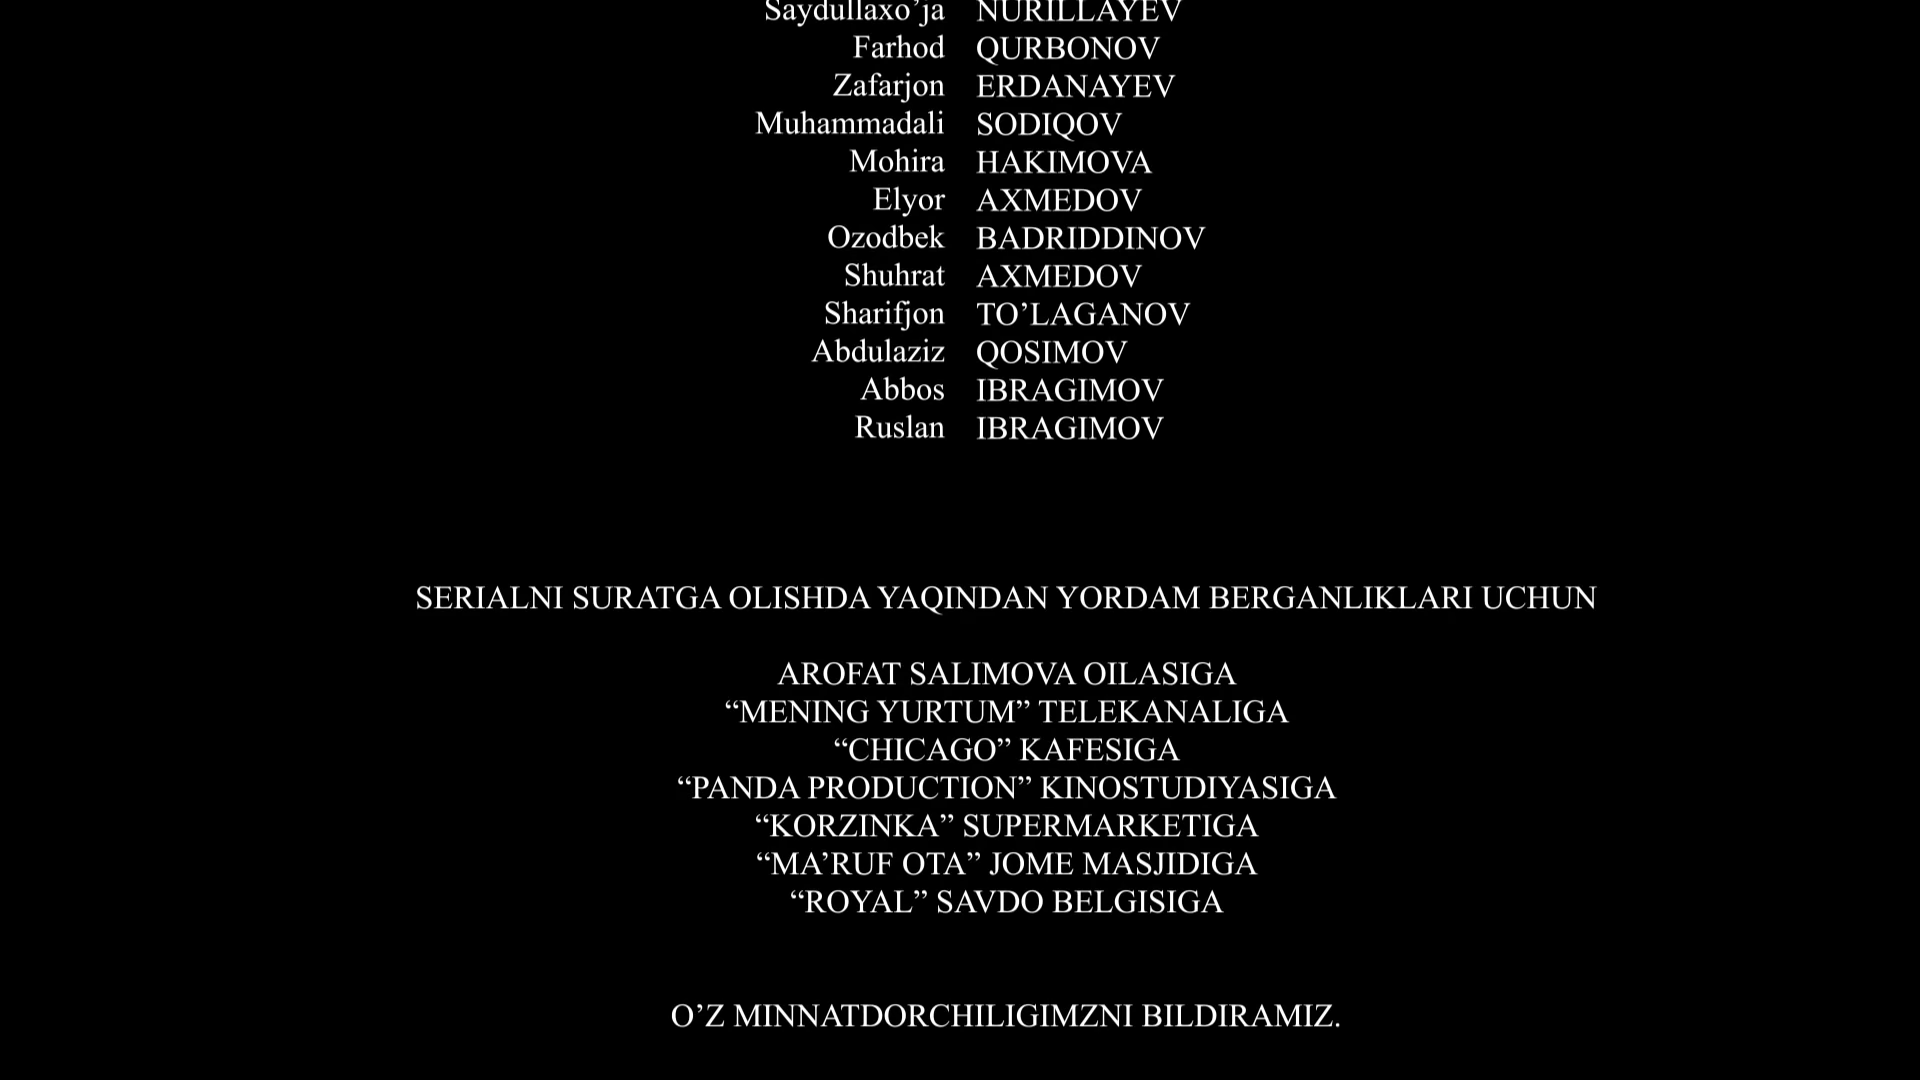 Saydullaxo’ja NURILLAYEV
Farhod QURBONOV
Zafarjon ERDANAYEV
Muhammadali SODIQOV
Mohira HAKIMOVA
Elyor AXMEDOV
Ozodbek BADRIDDINOV
Shuhrat AXMEDOV
Sharifjon TO’LAGANOV
Abdulaziz QOSIMOV
Abbos IBRAGIMOV
Ruslan IBRAGIMOV
SERIALNI SURATGA OLISHDA YAQINDAN YORDAM BERGANLIKLARI UCHUN
AROFAT SALIMOVA OILASIGA
“MENING YURTUM” TELEKANALIGA
“CHICAGO” KAFESIGA
“PANDA PRODUCTION” KINOSTUDIYASIGA
“KORZINKA” SUPERMARKETIGA
“MA’RUF OTA” JOME MASJIDIGA
“ROYAL” SAVDO BELGISIGA
O’Z MINNATDORCHILIGIMZNI BILDIRAMIZ.